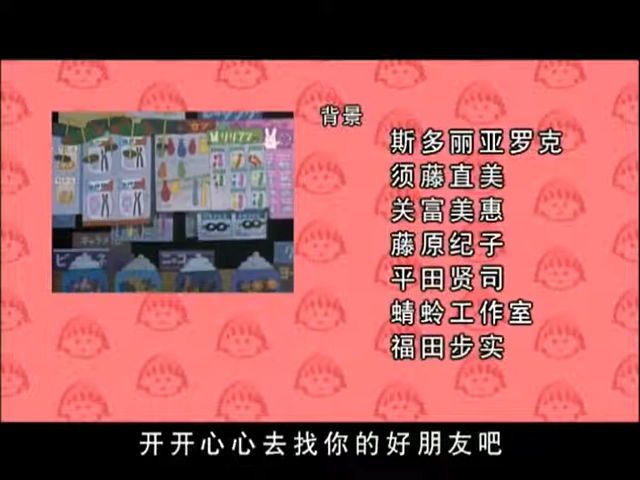 背景
斯多丽亚罗克
须藤直美
关富美惠
藤原纪子
平田贤司
蜻蛉工作室
福田步实
开开心心去找你的好朋友吧